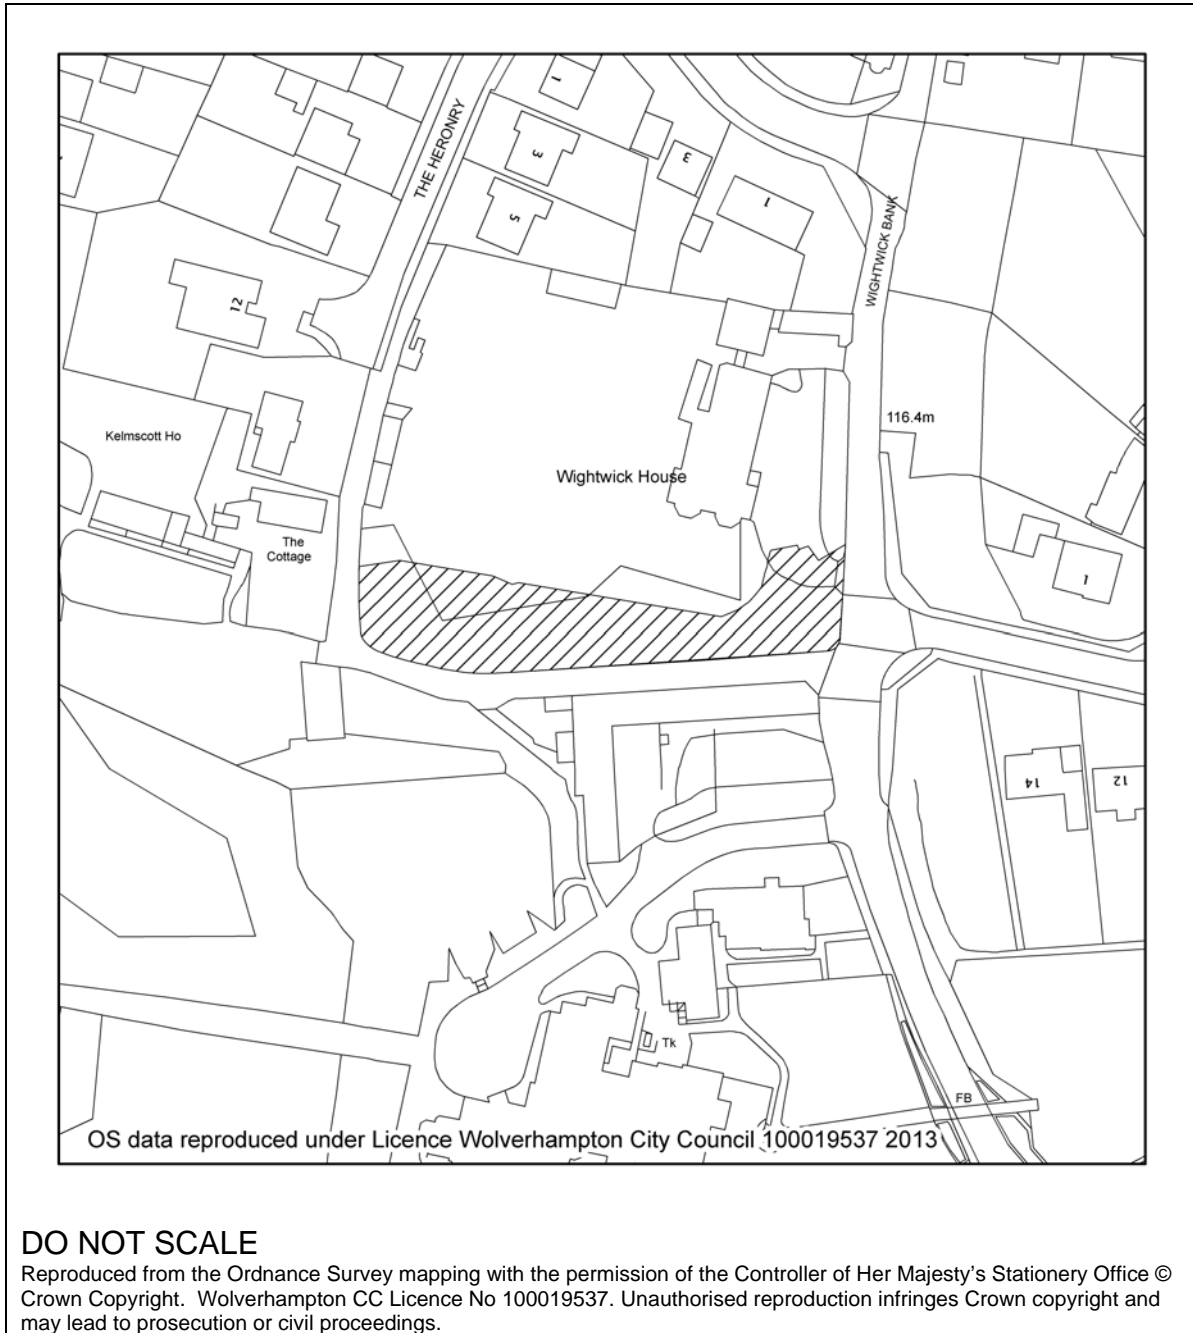 THE HERONRY
1
3
5
3
1
WIGHTWICK BANK
12
116.4m
Kelmscott Ho
Wightwick House
The
Cottage
1
14
12
Tk
FB
OS data reproduced under Licence Wolverhampton City Council 100019537 2013
DO NOT SCALE
Reproduced from the Ordnance Survey mapping with the permission of the Controller of Her Majesty's Stationery Office ©
Crown Copyright. Wolverhampton CC Licence No 100019537. Unauthorised reproduction infringes Crown copyright and
may lead to prosecution or civil proceedings.